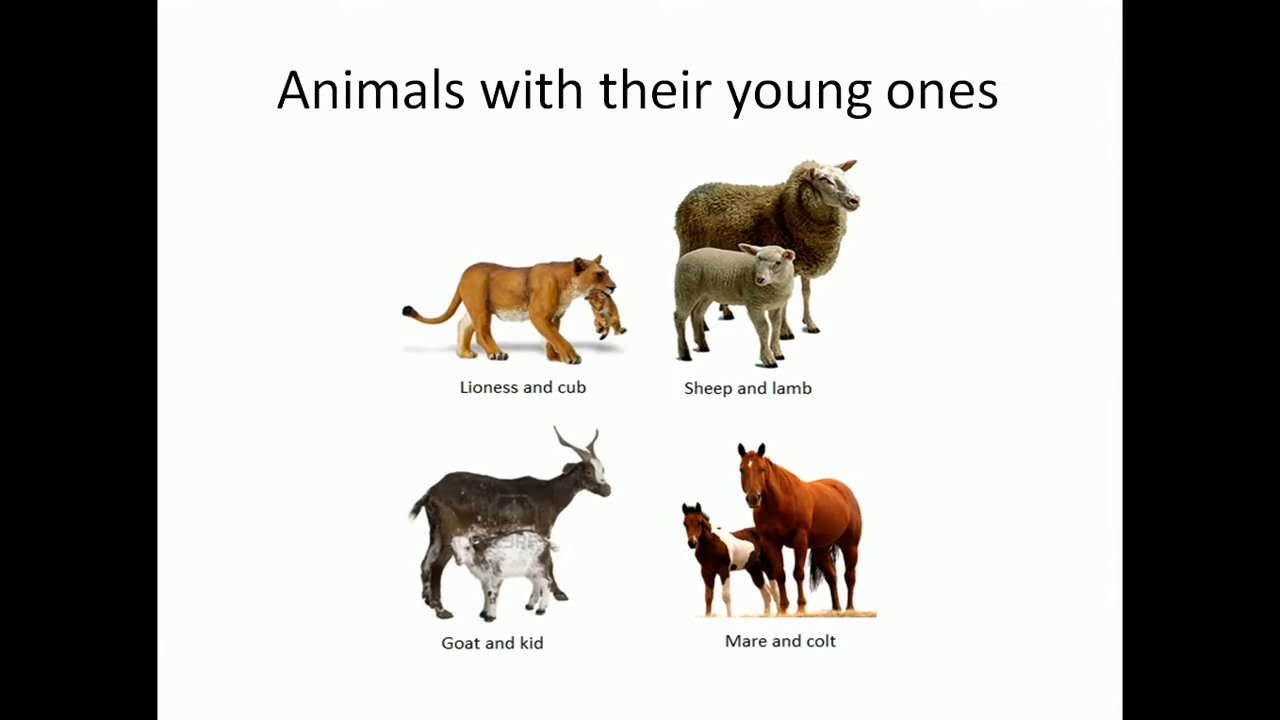 Animals with their young ones
Lioness and cub
Sheep and lamb
Goat and kid
Mare and colt